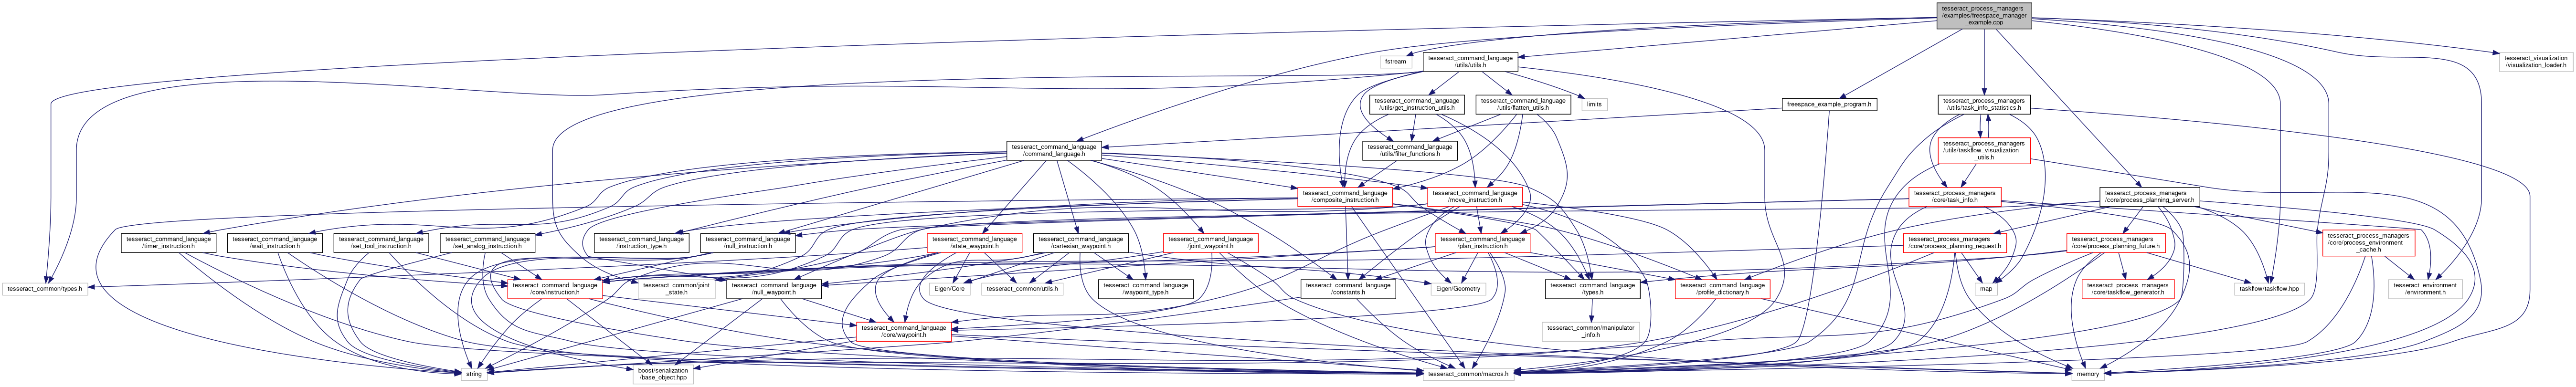 tesseract_process_managers
/examples/freespace_manager
_example.cpp
fstream
tesseract_command_language
/utils/utils.h
tesseract_visualization
/visualization_loader.h
tesseract_command_language
/utils/get_instruction_utils.h
tesseract_command_language
/utils/flatten_utils.h
limits
freespace_example_program.h
tesseract_process_managers
/utils/task_info_statistics.h
tesseract_command_language
/command_language.h
tesseract_command_language
/utils/filter_functions.h
tesseract_process_managers
/utils/taskflow_visualization
_utils.h
tesseract_command_language
/composite_instruction.h
tesseract_command_language
/move_instruction.h
tesseract_process_managers
/core/task_info.h
tesseract_process_managers
/core/process_planning_server.h
tesseract_command_language
/timer_instruction.h
tesseract_command_language
/wait_instruction.h
tesseract_command_language
/set_tool_instruction.h
tesseract_command_language
/set_analog_instruction.h
tesseract_command_language
/instruction_type.h
tesseract_command_language
/null_instruction.h
tesseract_command_language
/state_waypoint.h
tesseract_command_language
/cartesian_waypoint.h
tesseract_command_language
/joint_waypoint.h
tesseract_command_language
/plan_instruction.h
tesseract_process_managers
/core/process_planning_request.h
tesseract_process_managers
/core/process_planning_future.h
tesseract_process_managers
/core/process_environment
_cache.h
tesseract_common/types.h
tesseract_command_language
/core/instruction.h
tesseract_common/joint
_state.h
tesseract_command_language
/null_waypoint.h
Eigen/Core
tesseract_common/utils.h
tesseract_command_language
/waypoint_type.h
tesseract_command_language
/constants.h
Eigen/Geometry
tesseract_command_language
/types.h
tesseract_command_language
/profile_dictionary.h
map
tesseract_process_managers
/core/taskflow_generator.h
taskflow/taskflow.hpp
tesseract_environment
/environment.h
tesseract_command_language
/core/waypoint.h
tesseract_common/manipulator
_info.h
string
boost/serialization
/base_object.hpp
tesseract_common/macros.h
memory